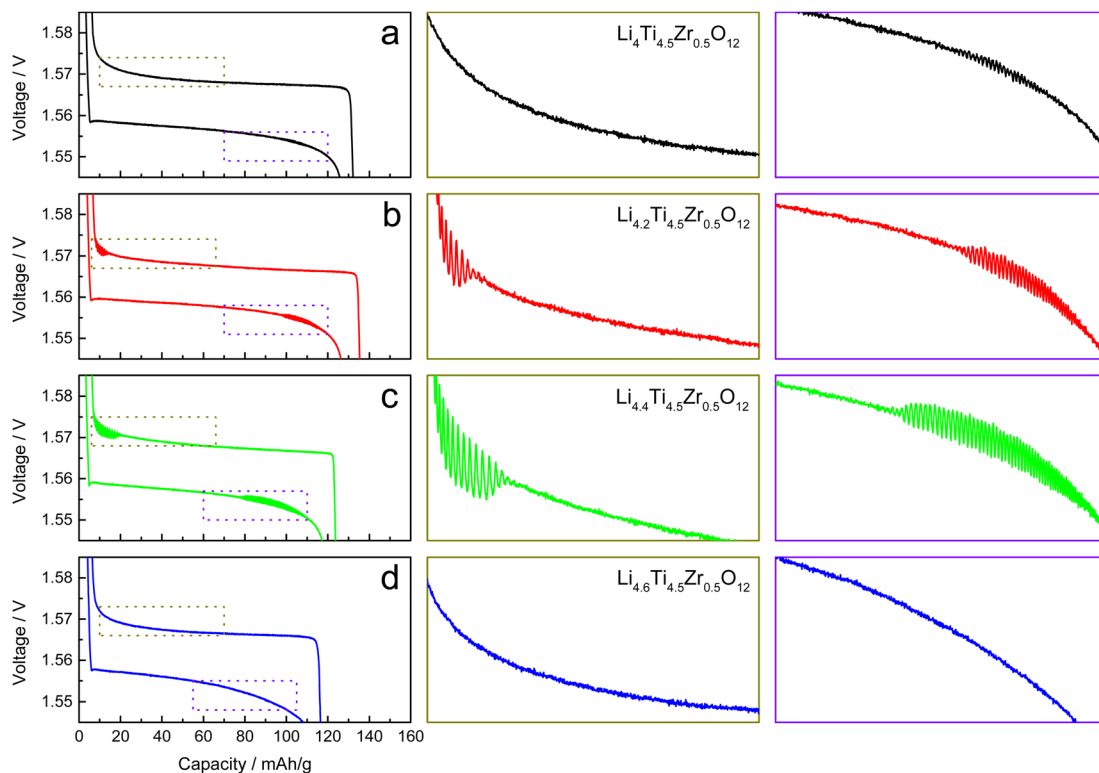 a
1.58
1.57
1.56
1.55
Voltage / V
Li4Ti4.5Zr0.5O12
b
1.58
1.57
1.56
1.55
Voltage / V
Li4.2Ti4.5Zr0.5O12
c
1.58
1.57
1.56
1.55
Voltage / V
Li4.4Ti4.5Zr0.5O12
d
1.58
1.57
1.56
1.55
Voltage / V
Li4.6Ti4.5Zr0.5O12
0 20 40 60 80 100 120 140 160
Capacity / mAh/g